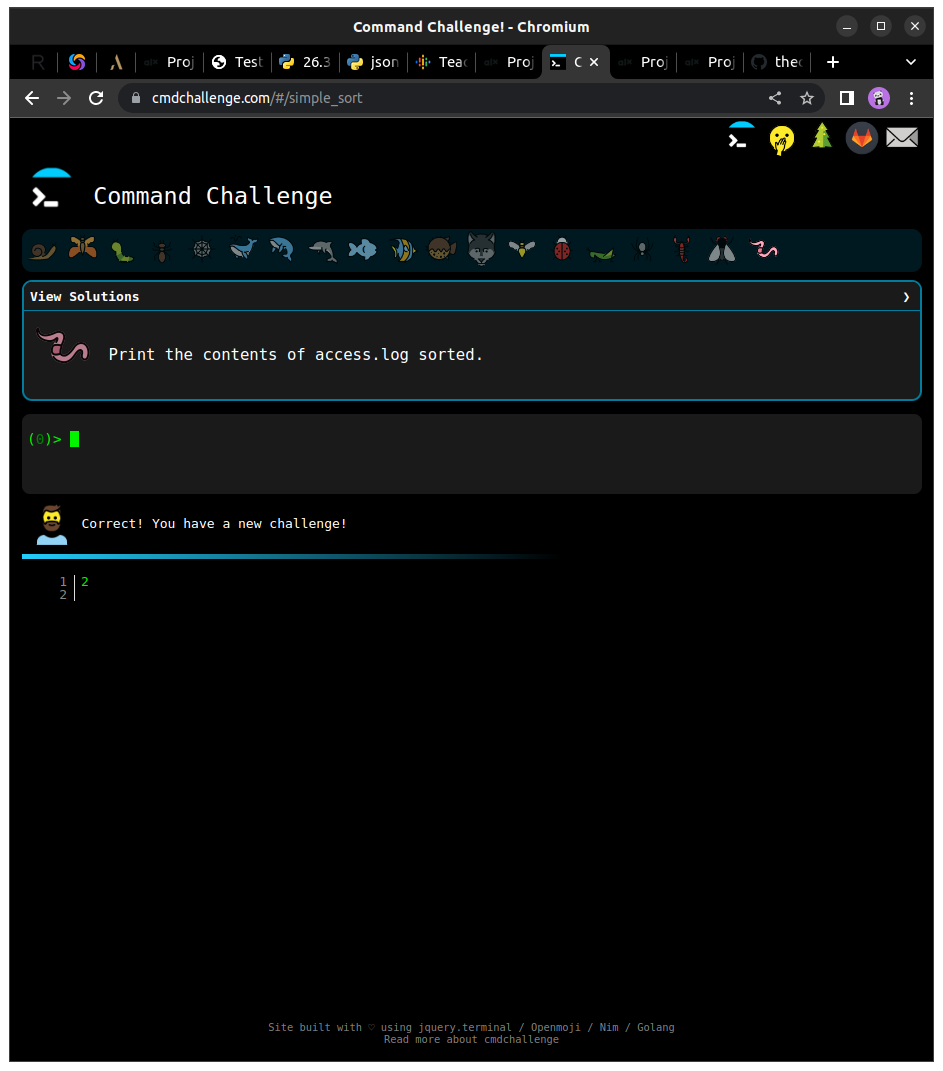 Command Challenge! - Chromium
R Proj Test 26.3 json Teac Proj C Proj Proj thec
cmdchallenge.com/#/simple_sort
Command Challenge
View Solutions
Print the contents of access.log sorted.
(0)>
Correct! You have a new challenge!
1 2
2
Site built with ♡ using jquery.terminal / Openmoji / Nim / Golang
Read more about cmdchallenge